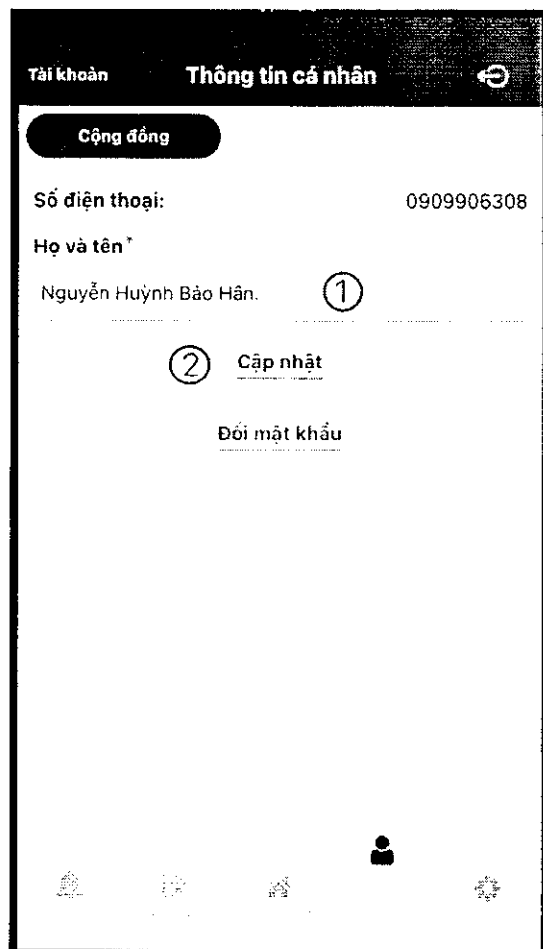 Tài khoản Thông tin cá nhân
Cộng đồng
Số điện thoại: 0909906308
Họ và tên *
Nguyễn Huỳnh Bảo Hân. ①
② Cập nhật
Đổi mật khẩu